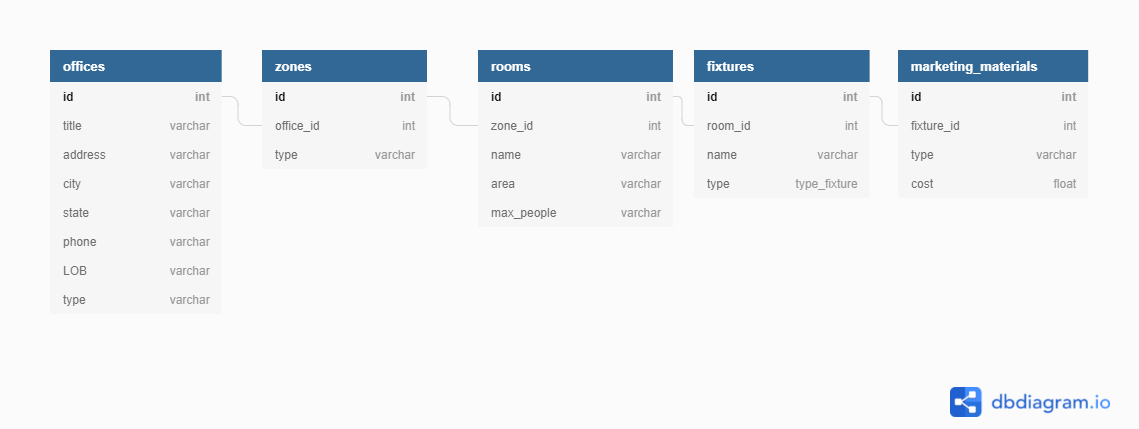 offices
id int
title varchar
address varchar
city varchar
state varchar
phone varchar
LOB varchar
type varchar
zones
id int
office_id int
type varchar
rooms
id int
zone_id int
name varchar
area varchar
max_people varchar
fixtures
id int
room_id int
name varchar
type type_fixture
marketing_materials
id int
fixture_id int
type varchar
cost float
dbdiagram.io